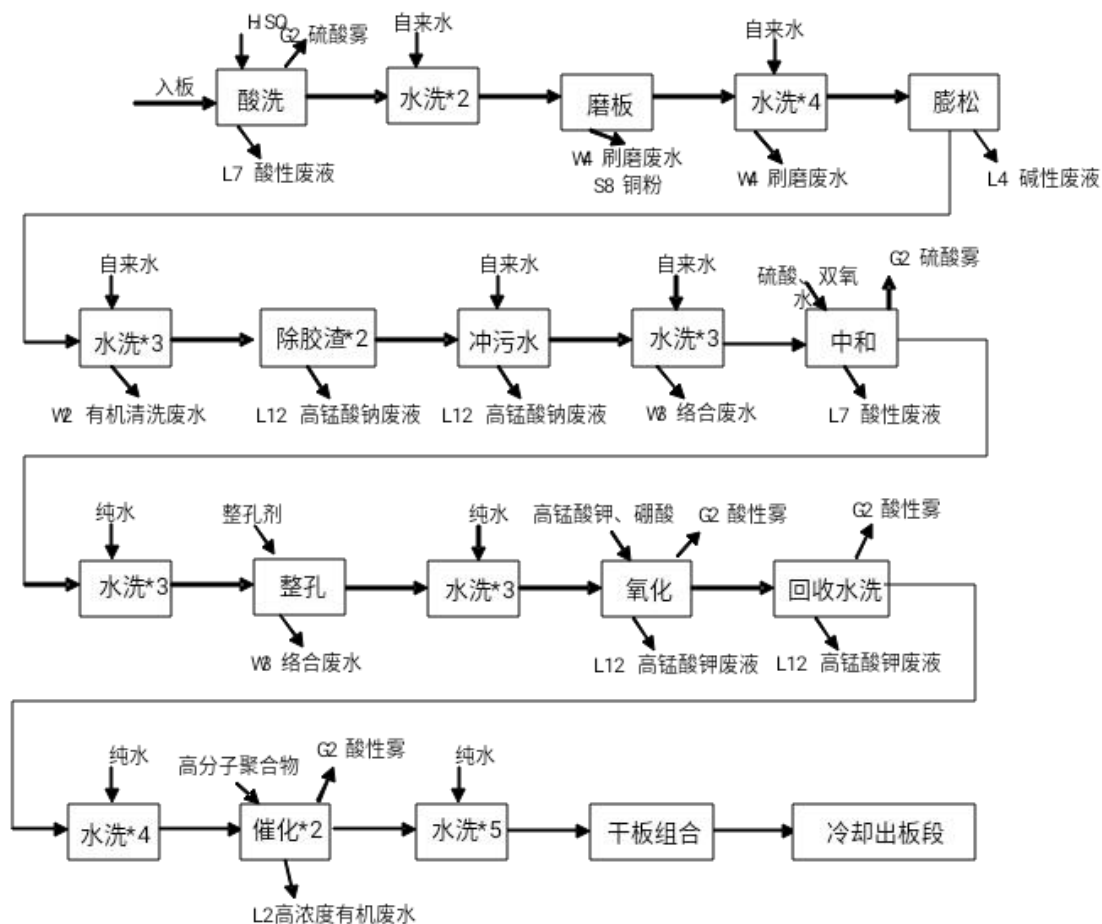 H₂SO₄
G2 硫酸雾
自来水
自来水
入板
酸洗
水洗*2
磨板
水洗*4
膨松
L7 酸性废液
W4 刷磨废水
S8 铜粉
W4 刷磨废水
L4 碱性废液
自来水
自来水
自来水
硫酸、双氧
水
G2 硫酸雾
水洗*3
除胶渣*2
冲污水
水洗*3
中和
W2 有机清洗废水
L12 高锰酸钠废液
L12 高锰酸钠废液
W3 络合废水
L7 酸性废液
纯水
整孔剂
纯水
高锰酸钾、硼酸
G2 酸性雾
G2 酸性雾
水洗*3
整孔
水洗*3
氧化
回收水洗
W3 络合废水
L12 高锰酸钾废液
L12 高锰酸钾废液
纯水
高分子聚合物
G2 酸性雾
纯水
水洗*4
催化*2
水洗*5
干板组合
冷却出板段
L2高浓度有机废水